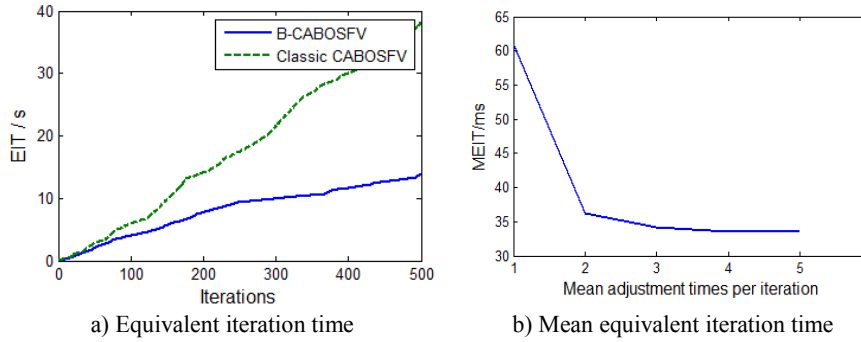 40
30
20
10
0
EIT / s
B-CABOSFV
Classic CABOSFV
0 100 200 300 400 500
Iterations
a) Equivalent iteration time
65
60
55
50
45
40
35
30
MEIT/ms
1 2 3 4 5
Mean adjustment times per iteration
b) Mean equivalent iteration time